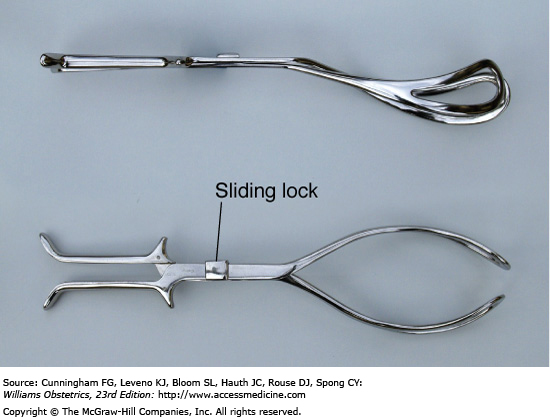 Sliding lock
Source: Cunningham FG, Leveno KJ, Bloom SL, Hauth JC, Rouse DJ, Spong CY:
Williams Obstetrics, 23rd Edition: http://www.accessmedicine.com
Copyright © The McGraw-Hill Companies, Inc. All rights reserved.